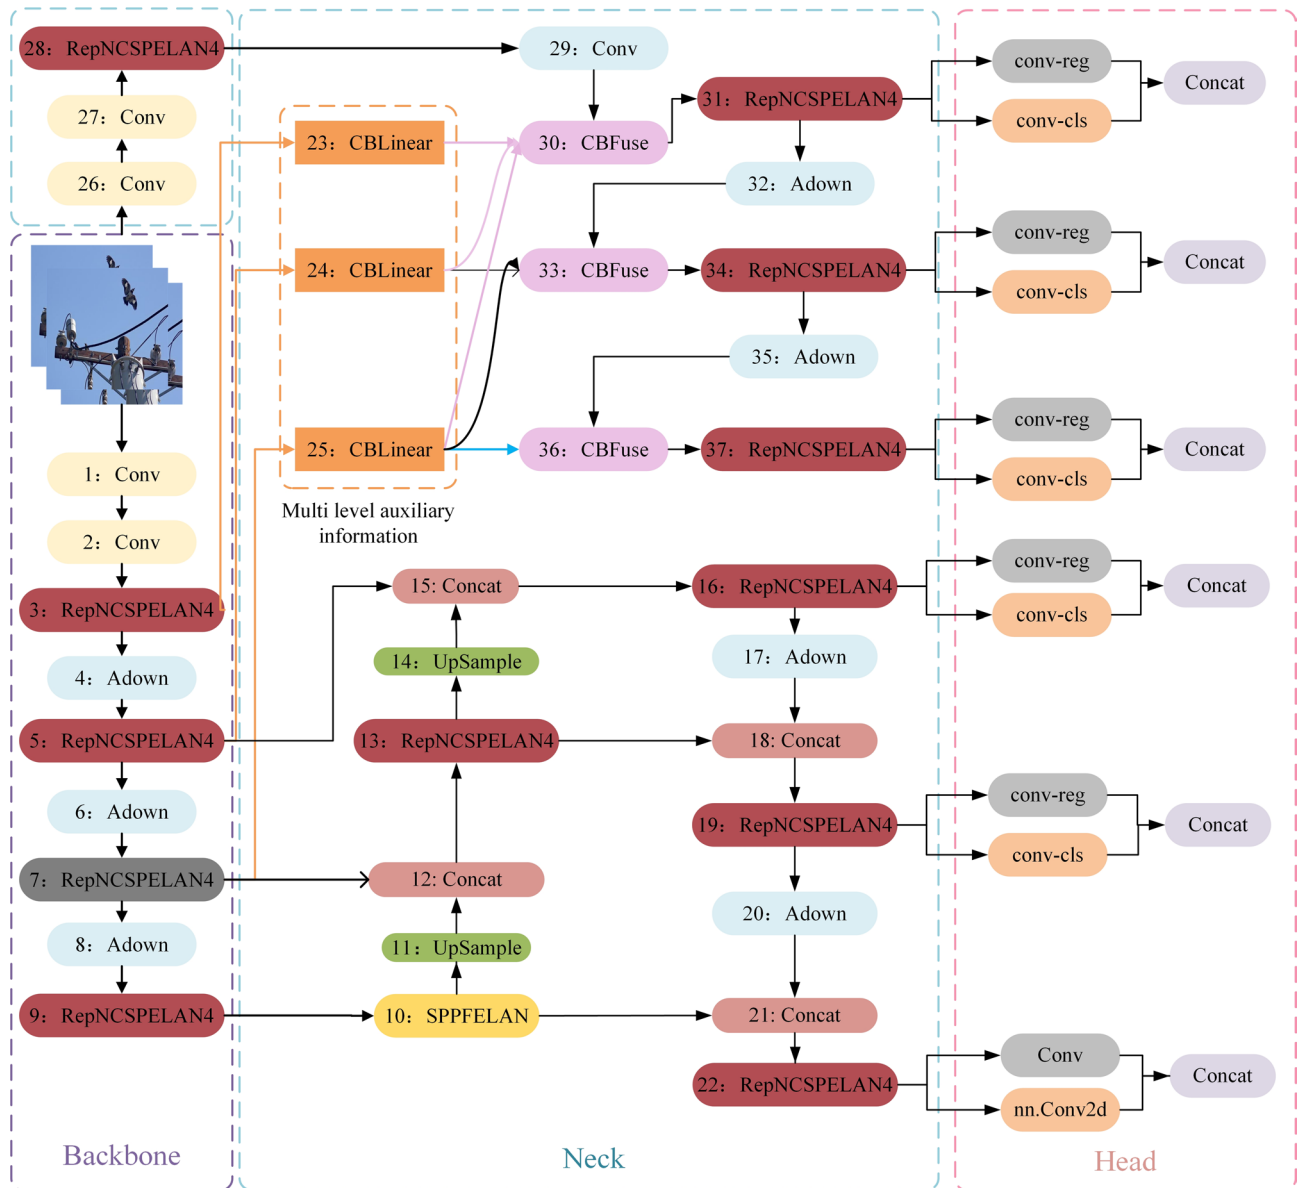 28：RepNCSPELAN4
27：Conv
26：Conv
1：Conv
2：Conv
3：RepNCSPELAN4
4：Adown
5：RepNCSPELAN4
6：Adown
7：RepNCSPELAN4
8：Adown
9：RepNCSPELAN4
Backbone
29：Conv
23：CBLinear
30：CBFuse
31：RepNCSPELAN4
32：Adown
24：CBLinear
33：CBFuse
34：RepNCSPELAN4
35：Adown
25：CBLinear
36：CBFuse
37：RepNCSPELAN4
Multi level auxiliary
information
15: Concat
16：RepNCSPELAN4
14：UpSample
17：Adown
13：RepNCSPELAN4
18: Concat
19：RepNCSPELAN4
12: Concat
20：Adown
11：UpSample
10：SPPFELAN
21: Concat
22：RepNCSPELAN4
Neck
conv-reg
conv-cls
Concat
conv-reg
conv-cls
Concat
conv-reg
conv-cls
Concat
conv-reg
conv-cls
Concat
conv-reg
conv-cls
Concat
Conv
nn.Conv2d
Concat
Head